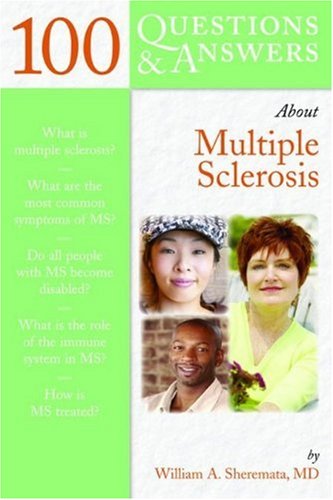 100 QUESTIONS
& ANSWERS
About
Multiple
Sclerosis
What is
multiple sclerosis?
What are the
most common
symptoms of MS?
Do all people
with MS become
disabled?
What is the role
of the immune
system in MS?
How is
MS treated?
by
William A. Sheremata, MD